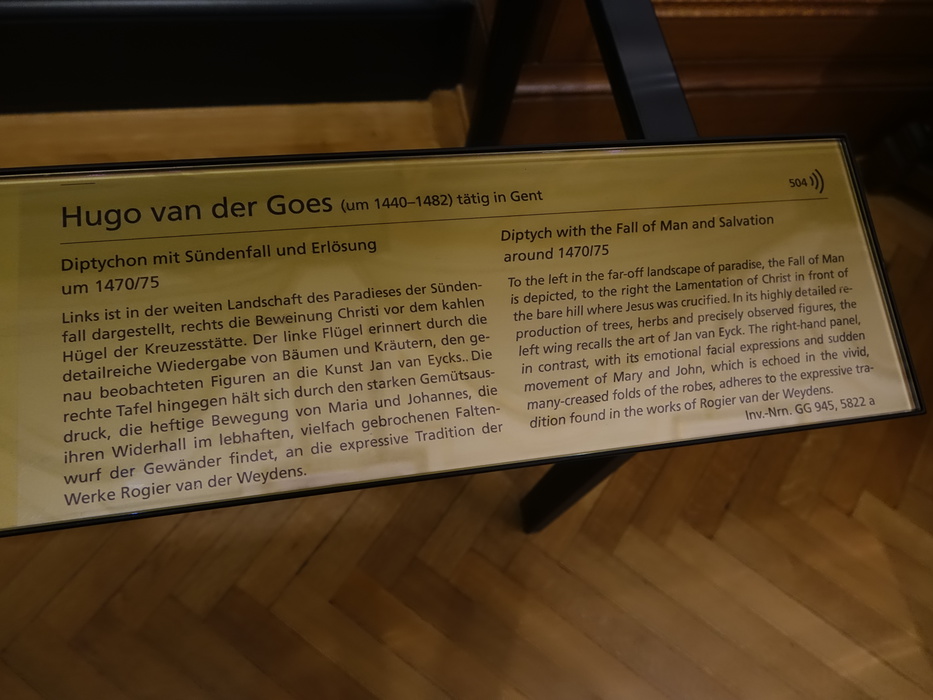 Hugo van der Goes (um 1440–1482) tätig in Gent
504
Diptychon mit Sündenfall und Erlösung
um 1470/75
Links ist in der weiten Landschaft des Paradieses der Sünden-
fall dargestellt, rechts die Beweinung Christi vor dem kahlen
Hügel der Kreuzesstätte. Der linke Flügel erinnert durch die
detailreiche Wiedergabe von Bäumen und Kräutern, den ge-
nau beobachteten Figuren an die Kunst Jan van Eycks.. Die
rechte Tafel hingegen hält sich durch den starken Gemütsaus-
druck, die heftige Bewegung von Maria und Johannes, die
ihren Widerhall im lebhaften, vielfach gebrochenen Falten-
wurf der Gewänder findet, an die expressive Tradition der
Werke Rogier van der Weydens.
Diptych with the Fall of Man and Salvation
around 1470/75
To the left in the far-off landscape of paradise, the Fall of Man
is depicted, to the right the Lamentation of Christ in front of
the bare hill where Jesus was crucified. In its highly detailed re-
production of trees, herbs and precisely observed figures, the
left wing recalls the art of Jan van Eyck. The right-hand panel,
in contrast, with its emotional facial expressions and sudden
movement of Mary and John, which is echoed in the vivid,
many-creased folds of the robes, adheres to the expressive tra-
dition found in the works of Rogier van der Weydens.
Inv.-Nrn. GG 945, 5822 a